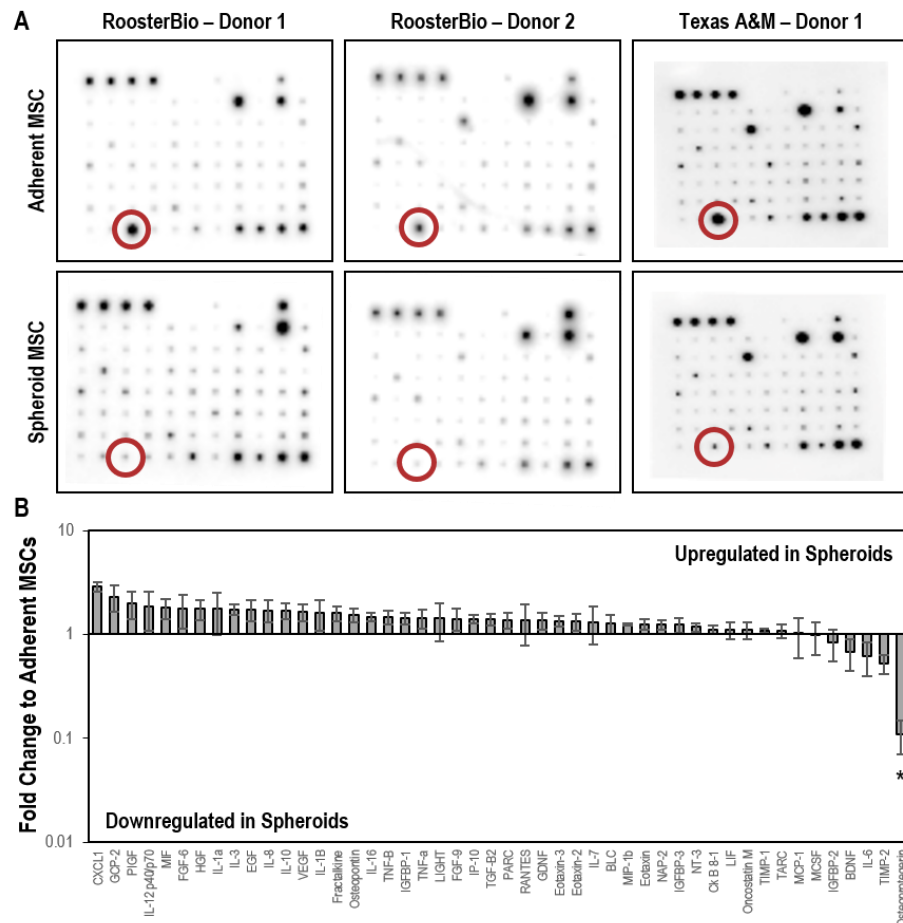 A
RoosterBio – Donor 1
RoosterBio – Donor 2
Texas A&M – Donor 1
Adherent MSC
Spheroid MSC
B
Fold Change to Adherent MSCs
10
1
0.1
0.01
Upregulated in Spheroids
Downregulated in Spheroids
*
CXCL1
GCP-2
PIGF
IL-12 p40/p70
MIF
FGF-6
HGF
IL-1a
IL-3
EGF
IL-8
IL-10
VEGF
IL-1B
Fractalkine
Osteopontin
IL-16
TNF-B
IGFBP-1
TNF-a
LIGHT
FGF-9
IP-10
TGF-B2
PARC
RANTES
GDNF
Eotaxin-3
Eotaxin-2
IL-7
BLC
MIP-1b
Eotaxin
NAP-2
IGFBP-3
NT-3
Ck B 8-1
LIF
Oncostatin M
TIMP-1
TARC
MCP-1
MCSF
IGFBP-2
BDNF
IL-6
TIMP-2
Osteoprotegerin